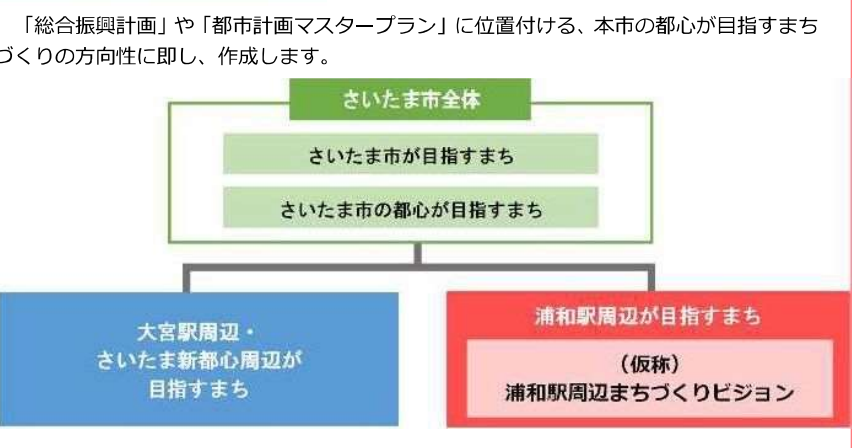 「総合振興計画」や「都市計画マスタープラン」に位置付ける、本市の都心が目指すまち
づくりの方向性に即し、作成します。
さいたま市全体
さいたま市が目指すまち
さいたま市の都心が目指すまち
大宮駅周辺・
さいたま新都心周辺が
目指すまち
浦和駅周辺が目指すまち
（仮称）
浦和駅周辺まちづくりビジョン